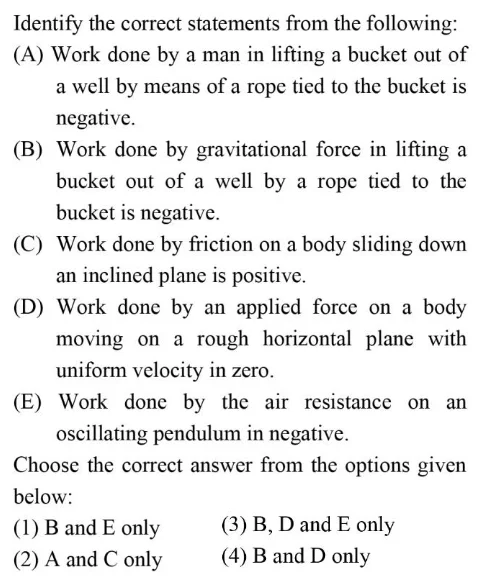 Identify the correct statements from the following:
(A) Work done by a man in lifting a bucket out of
a well by means of a rope tied to the bucket is
negative.
(B) Work done by gravitational force in lifting a
bucket out of a well by a rope tied to the
bucket is negative.
(C) Work done by friction on a body sliding down
an inclined plane is positive.
(D) Work done by an applied force on a body
moving on a rough horizontal plane with
uniform velocity in zero.
(E) Work done by the air resistance on an
oscillating pendulum in negative.
Choose the correct answer from the options given
below:
(1) B and E only (3) B, D and E only
(2) A and C only (4) B and D only